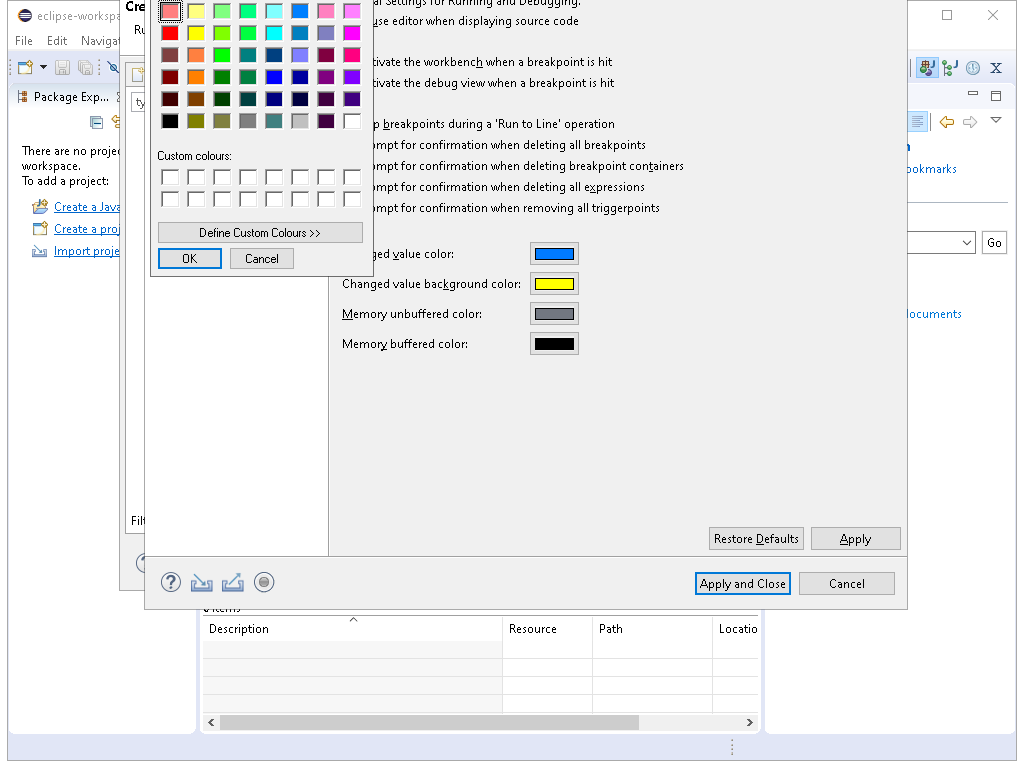 eclipse-workspa
Cre
al Settings for Running and Debugging.
Ru
use editor when displaying source code
File Edit Navigat
tivate the workbench when a breakpoint is hit
tivate the debug view when a breakpoint is hit
Package Exp...
ty
p breakpoints during a 'Run to Line' operation
ompt for confirmation when deleting all breakpoints
There are no projec
workspace.
To add a project:
Custom colours:
ompt for confirmation when deleting breakpoint containers
ompt for confirmation when deleting all expressions
ompt for confirmation when removing all triggerpoints
ookmarks
Create a Java
Create a proj
Import proje
Define Custom Colours >>
OK Cancel
ged value color:
Go
Changed value background color:
Memory unbuffered color:
ocuments
Memory buffered color:
Filt
Restore Defaults Apply
Apply and Close Cancel
items
Description Resource Path Locatio